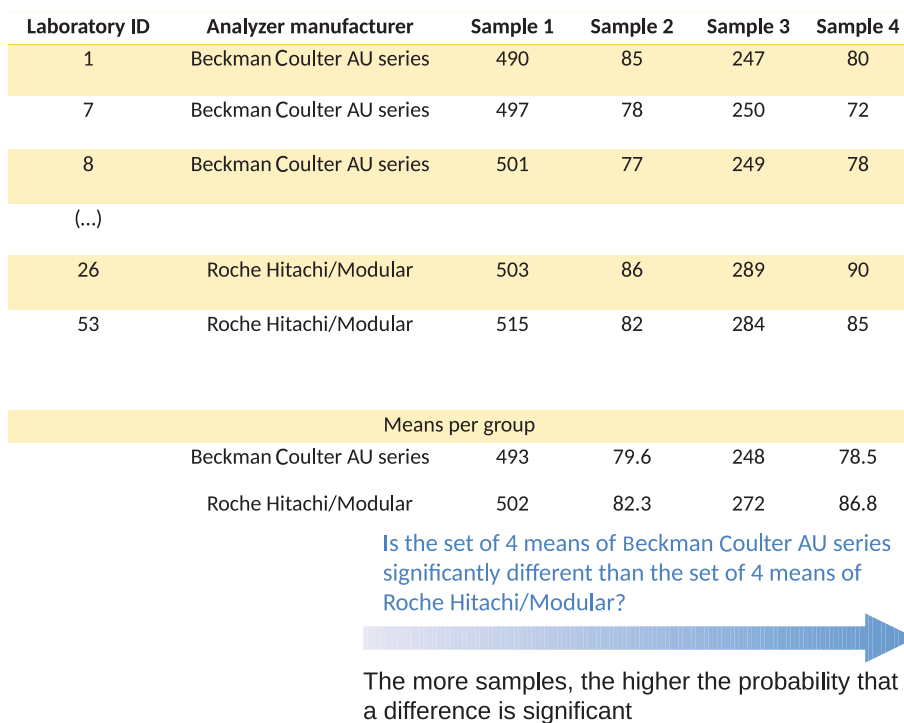 Laboratory ID Analyzer manufacturer Sample 1 Sample 2 Sample 3 Sample 4
1 Beckman Coulter AU series 490 85 247 80
7 Beckman Coulter AU series 497 78 250 72
8 Beckman Coulter AU series 501 77 249 78
(...)
26 Roche Hitachi/Modular 503 86 289 90
53 Roche Hitachi/Modular 515 82 284 85
Means per group
Beckman Coulter AU series 493 79.6 248 78.5
Roche Hitachi/Modular 502 82.3 272 86.8
Is the set of 4 means of Beckman Coulter AU series
significantly different than the set of 4 means of
Roche Hitachi/Modular?
The more samples, the higher the probability that
a difference is significant